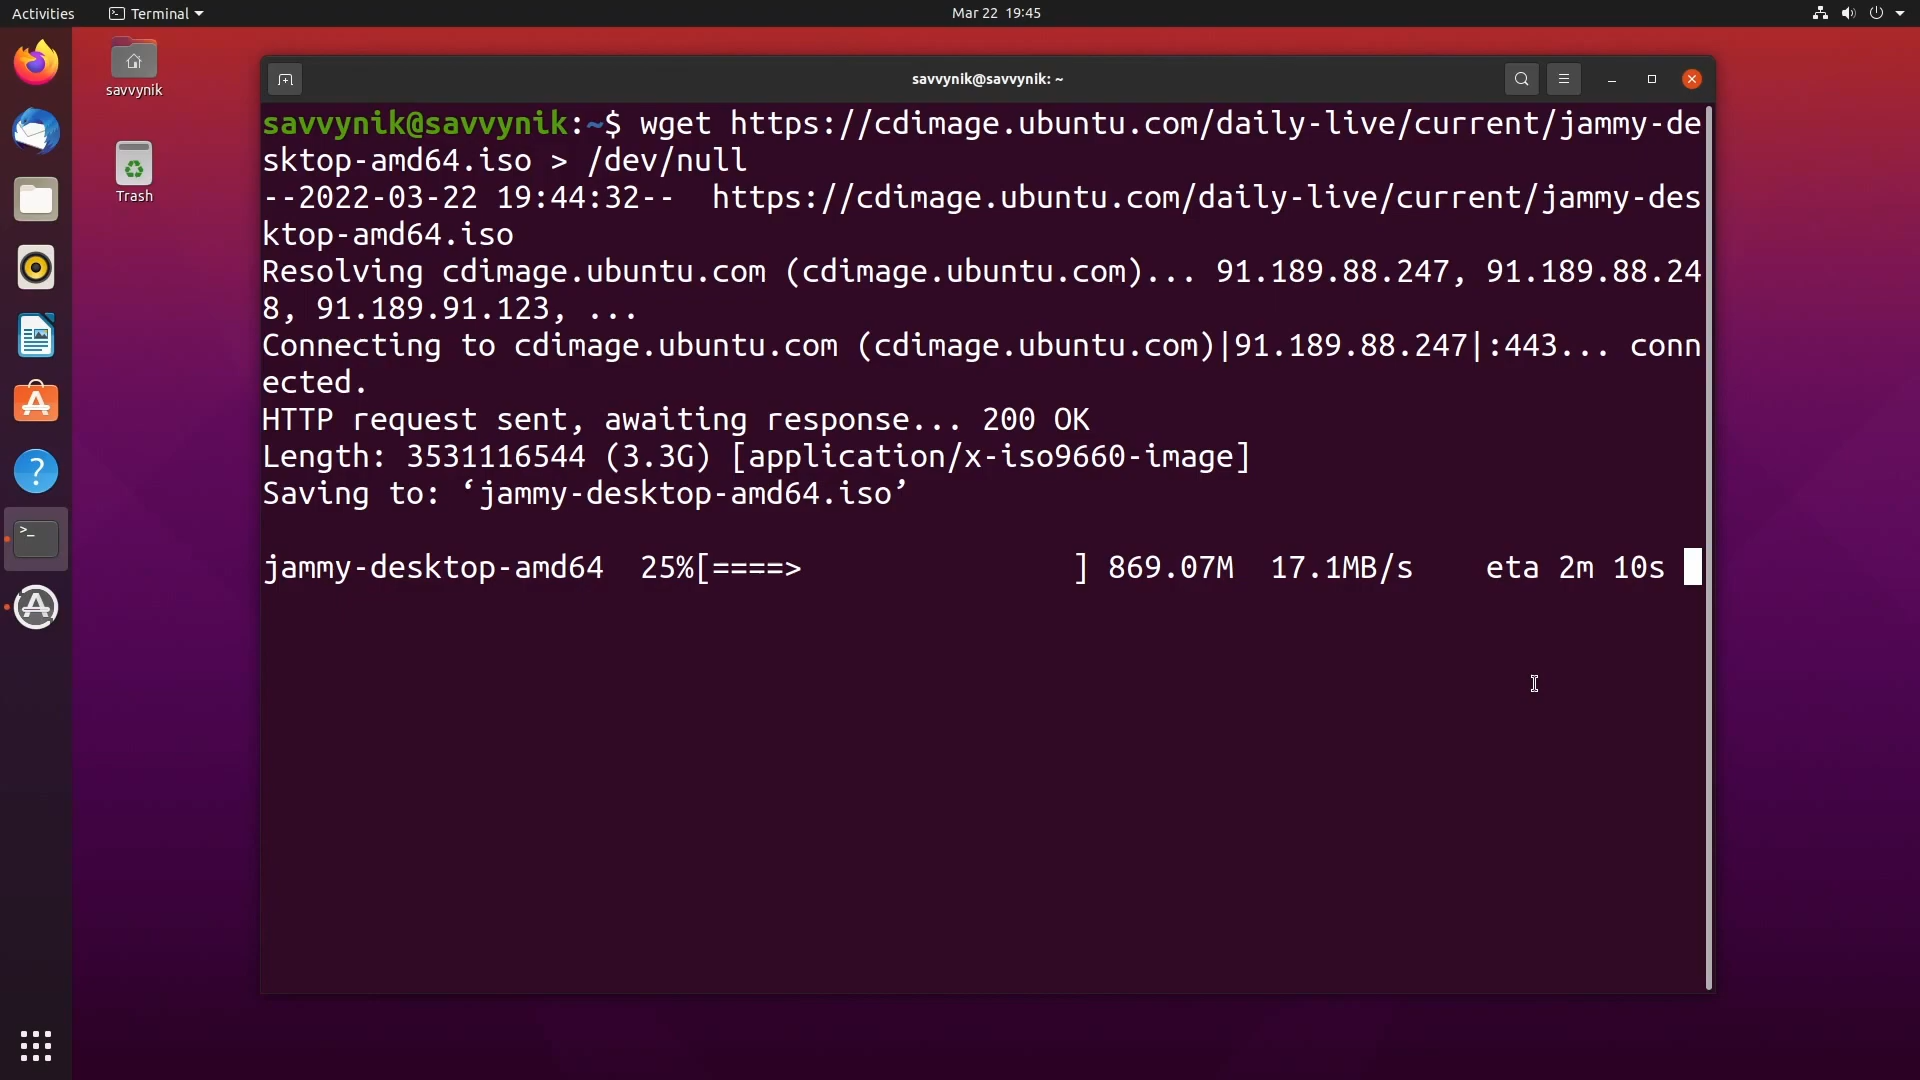 Activities
Terminal
Mar 22 19:45
savvynik
Trash
savvynik@savvynik: ~
savvynik@savvynik:~$ wget https://cdimage.ubuntu.com/daily-live/current/jammy-de
sktop-amd64.iso > /dev/null
--2022-03-22 19:44:32--  https://cdimage.ubuntu.com/daily-live/current/jammy-des
ktop-amd64.iso
Resolving cdimage.ubuntu.com (cdimage.ubuntu.com)... 91.189.88.247, 91.189.88.24
8, 91.189.91.123, ...
Connecting to cdimage.ubuntu.com (cdimage.ubuntu.com)|91.189.88.247|:443... conn
ected.
HTTP request sent, awaiting response... 200 OK
Length: 3531116544 (3.3G) [application/x-iso9660-image]
Saving to: ‘jammy-desktop-amd64.iso’
jammy-desktop-amd64  25%[====>               ] 869.07M  17.1MB/s    eta 2m 10s